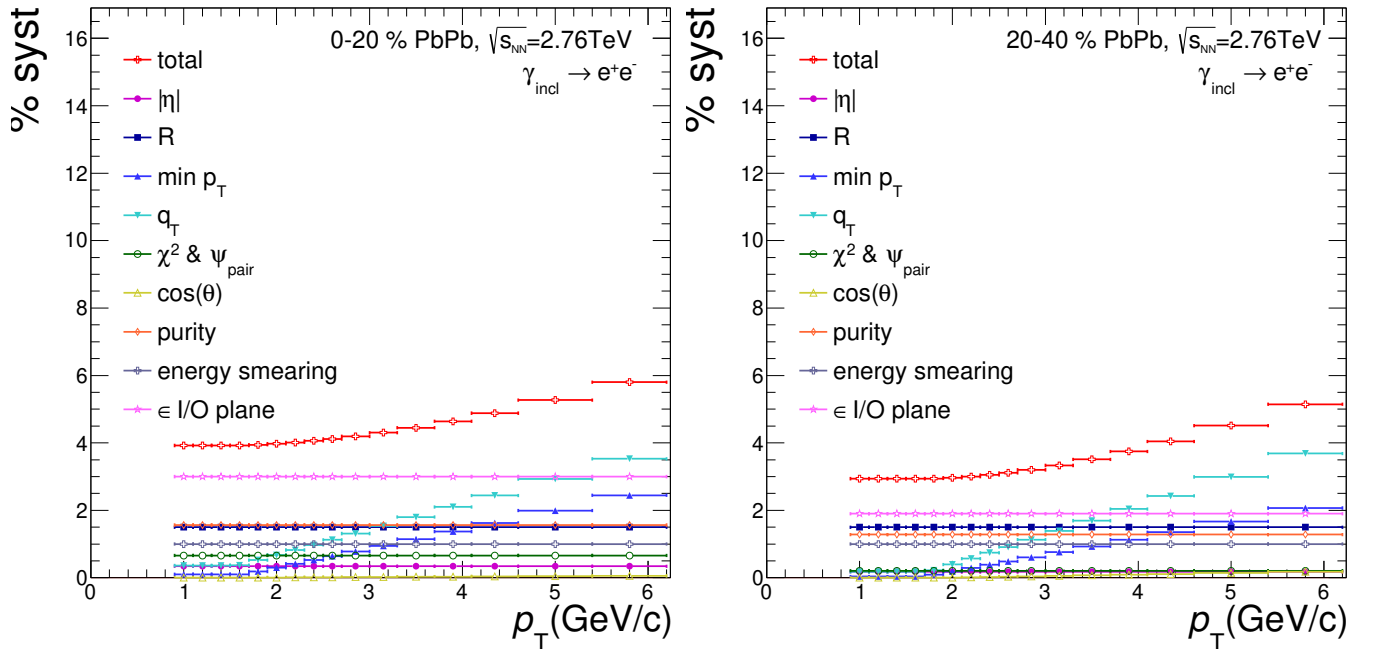 % syst
16
14
12
10
8
6
4
2
0
0-20 % PbPb, √s_NN=2.76TeV
γ_incl → e⁺e⁻
total
|η|
R
min p_T
q_T
χ² & ψ_pair
cos(θ)
purity
energy smearing
∈ I/O plane
0 1 2 3 4 5 6
p_T(GeV/c)
% syst
16
14
12
10
8
6
4
2
0
20-40 % PbPb, √s_NN=2.76TeV
γ_incl → e⁺e⁻
total
|η|
R
min p_T
q_T
χ² & ψ_pair
cos(θ)
purity
energy smearing
∈ I/O plane
0 1 2 3 4 5 6
p_T(GeV/c)